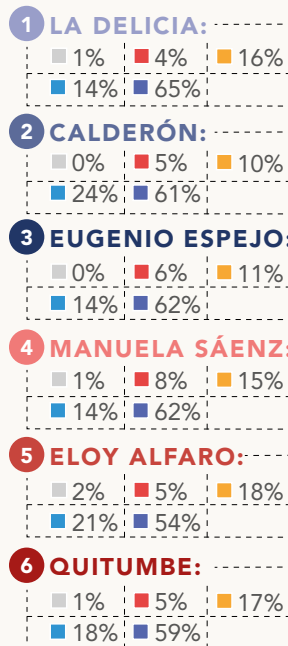 1 LA DELICIA:
1% 4% 16%
14% 65%
2 CALDERÓN:
0% 5% 10%
24% 61%
3 EUGENIO ESPEJO:
0% 6% 11%
14% 62%
4 MANUELA SÁENZ:
1% 8% 15%
14% 62%
5 ELOY ALFARO:
2% 5% 18%
21% 54%
6 QUITUMBE:
1% 5% 17%
18% 59%